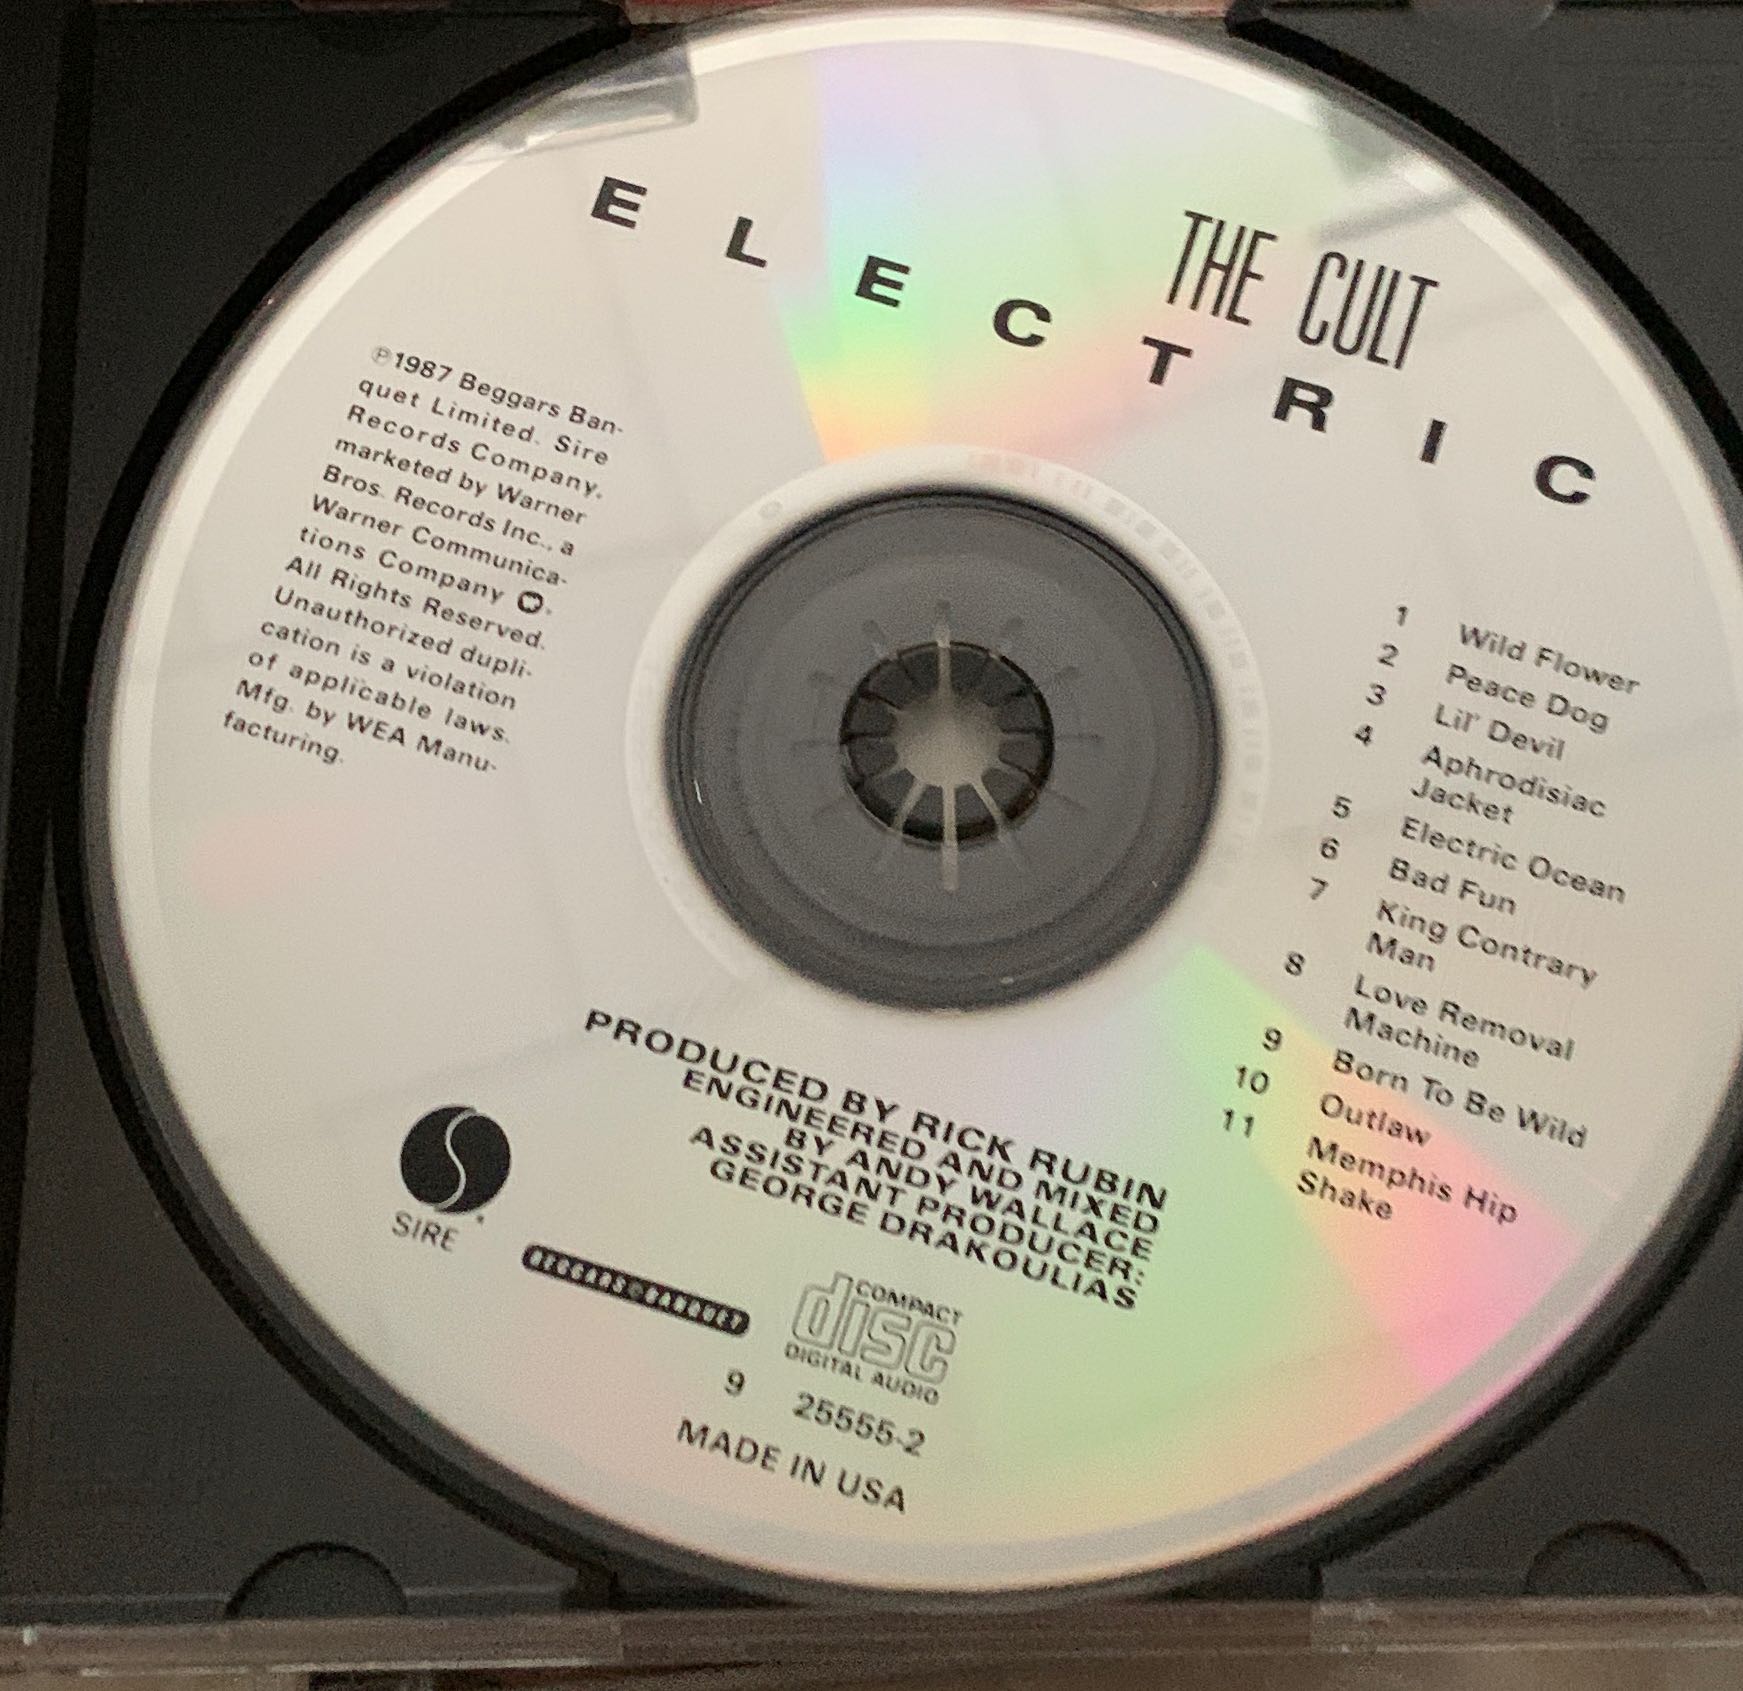 THE CULT
ELECTRIC
℗1987 Beggars Ban-
quet Limited. Sire
Records Company,
marketed by Warner
Bros. Records Inc., a
Warner Communica-
tions Company
All Rights Reserved.
Unauthorized dupli-
cation is a violation
of applicable laws.
Mfg. by WEA Manu-
facturing.
1 Wild Flower
2 Peace Dog
3 Lil' Devil
4 Aphrodisiac
Jacket
5 Electric Ocean
6 Bad Fun
7 King Contrary
Man
8 Love Removal
Machine
9 Born To Be Wild
10 Outlaw
11 Memphis Hip
Shake
PRODUCED BY RICK RUBIN
ENGINEERED AND MIXED
BY ANDY WALLACE
ASSISTANT PRODUCER:
GEORGE DRAKOULIAS
SIRE
BEGGARS BANQUET
COMPACT
disc
DIGITAL AUDIO
9 25555-2
MADE IN USA